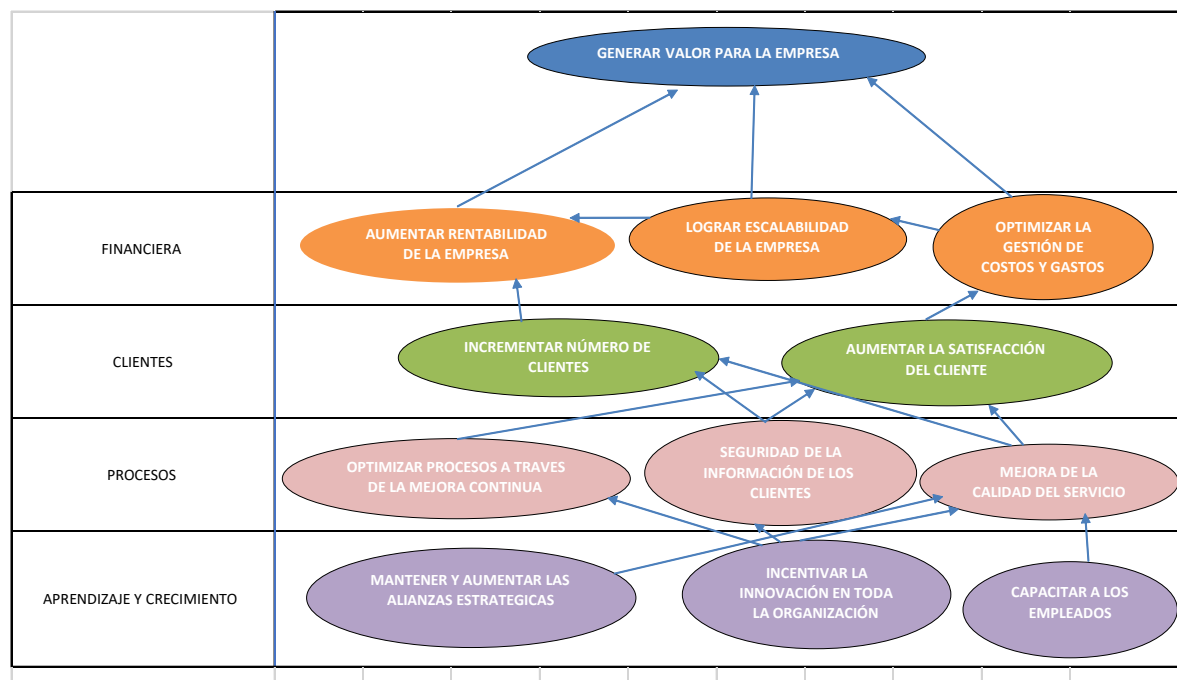 GENERAR VALOR PARA LA EMPRESA
FINANCIERA
AUMENTAR RENTABILIDAD
DE LA EMPRESA
LOGRAR ESCALABILIDAD
DE LA EMPRESA
OPTIMIZAR LA
GESTIÓN DE
COSTOS Y GASTOS
CLIENTES
INCREMENTAR NÚMERO DE
CLIENTES
AUMENTAR LA SATISFACCIÓN
DEL CLIENTE
PROCESOS
OPTIMIZAR PROCESOS A TRAVES
DE LA MEJORA CONTINUA
SEGURIDAD DE LA
INFORMACIÓN DE LOS
CLIENTES
MEJORA DE LA
CALIDAD DEL SERVICIO
APRENDIZAJE Y CRECIMIENTO
MANTENER Y AUMENTAR LAS
ALIANZAS ESTRATEGICAS
INCENTIVAR LA
INNOVACIÓN EN TODA
LA ORGANIZACIÓN
CAPACITAR A LOS
EMPLEADOS